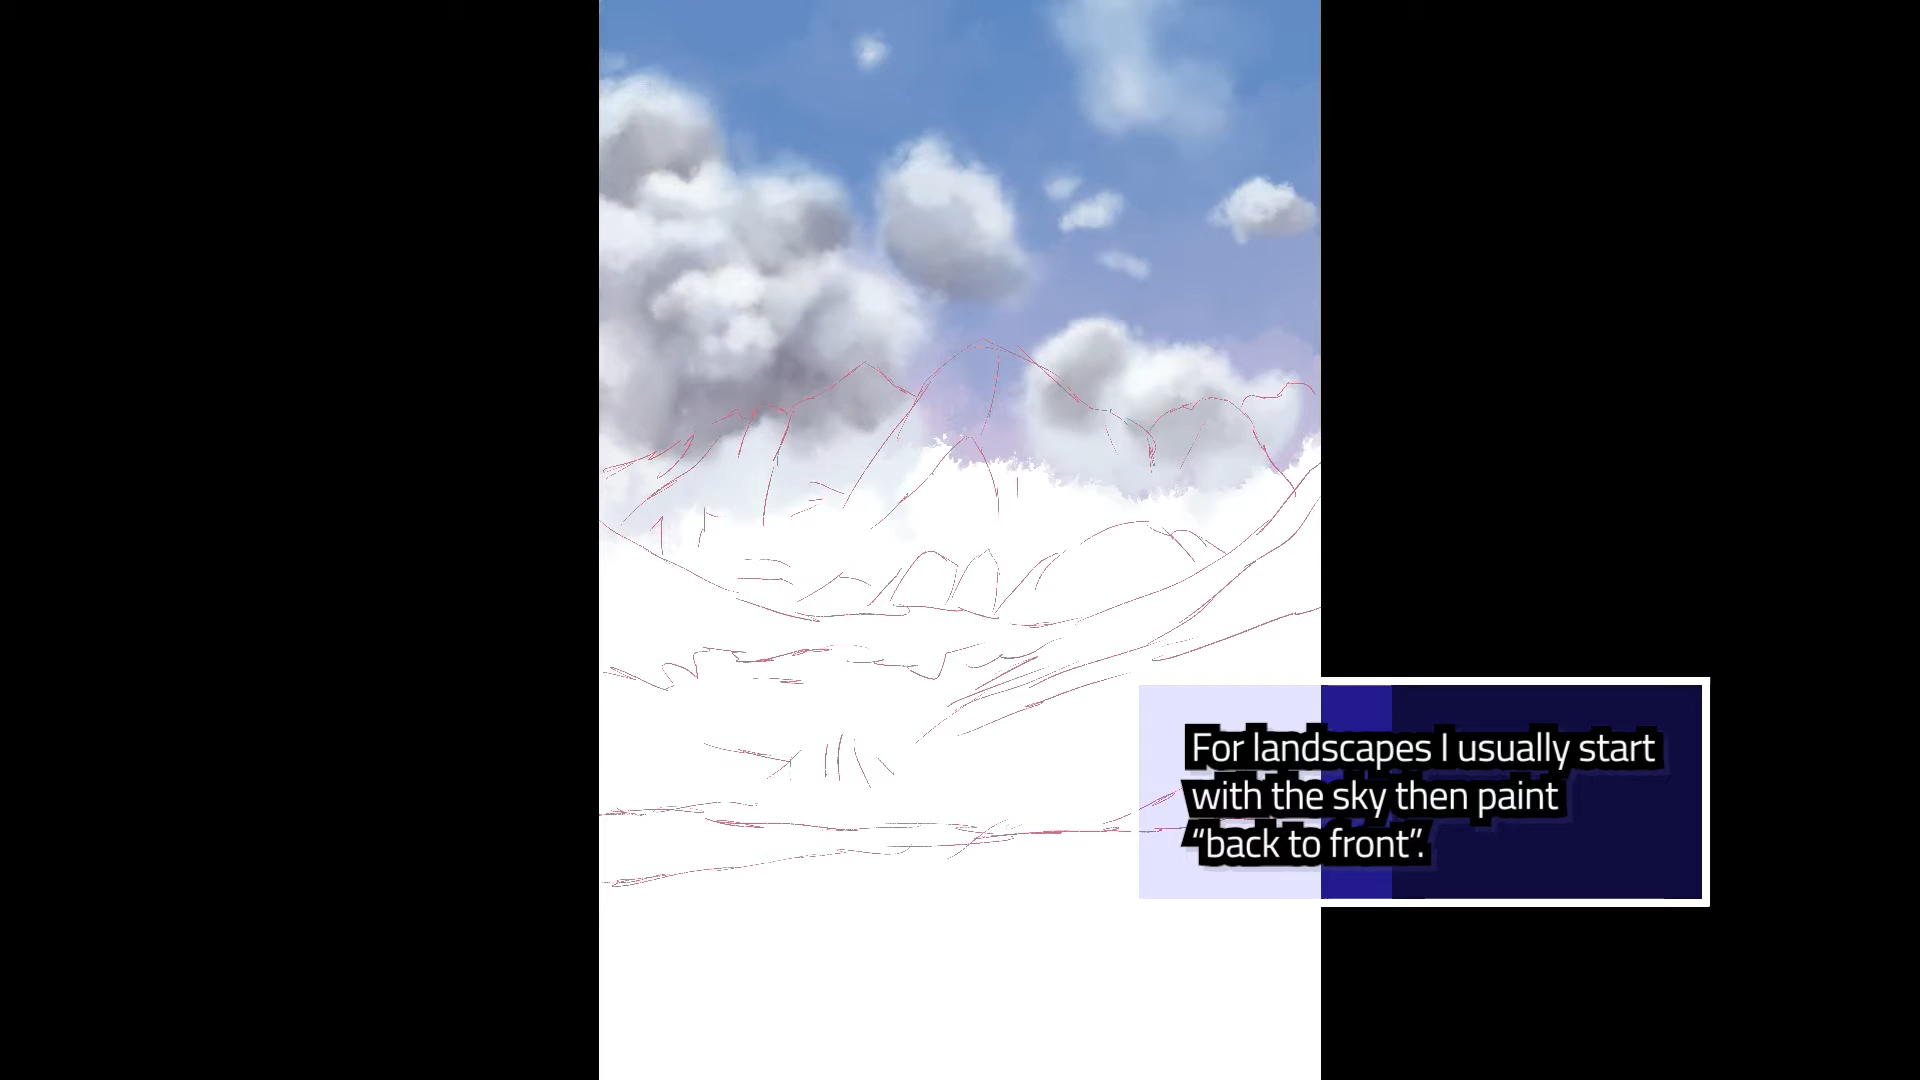 For landscapes I usually start
with the sky then paint
“back to front”.